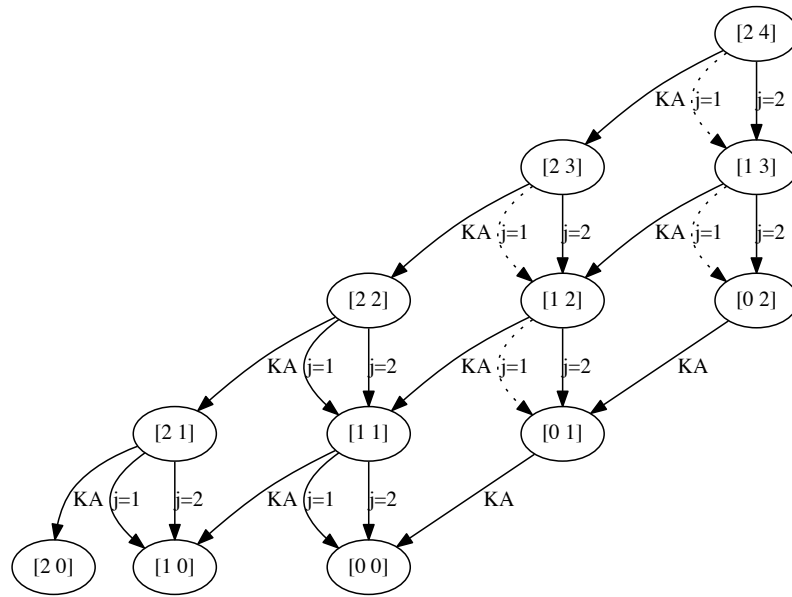 [2 4]
KA j=1 j=2
[2 3] [1 3]
KA j=1 j=2 KA j=1 j=2
[2 2] [1 2] [0 2]
KA j=1 j=2 KA j=1 j=2 KA
[2 1] [1 1] [0 1]
KA j=1 j=2 KA j=1 j=2 KA
[2 0] [1 0] [0 0]